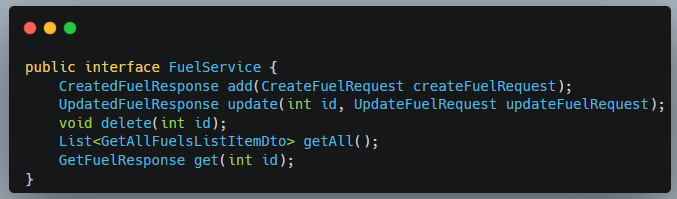 public interface FuelService {
    CreatedFuelResponse add(CreateFuelRequest createFuelRequest);
    UpdatedFuelResponse update(int id, UpdateFuelRequest updateFuelRequest);
    void delete(int id);
    List<GetAllFuelsListItemDto> getAll();
    GetFuelResponse get(int id);
}